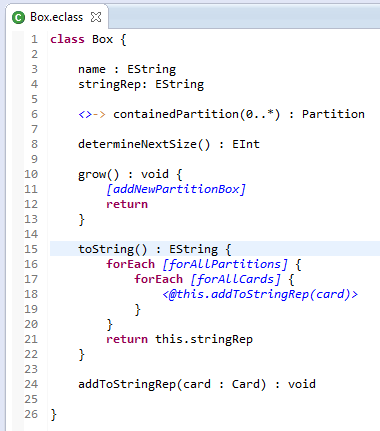 Box.eclass
1 class Box {
2
3 name : EString
4 stringRep: EString
5
6 <>-> containedPartition(0..*) : Partition
7
8 determineNextSize() : EInt
9
10 grow() : void {
11 [addNewPartitionBox]
12 return
13 }
14
15 toString() : EString {
16 forEach [forAllPartitions] {
17 forEach [forAllCards] {
18 <@this.addToStringRep(card)>
19 }
20 }
21 return this.stringRep
22 }
23
24 addToStringRep(card : Card) : void
25
26 }